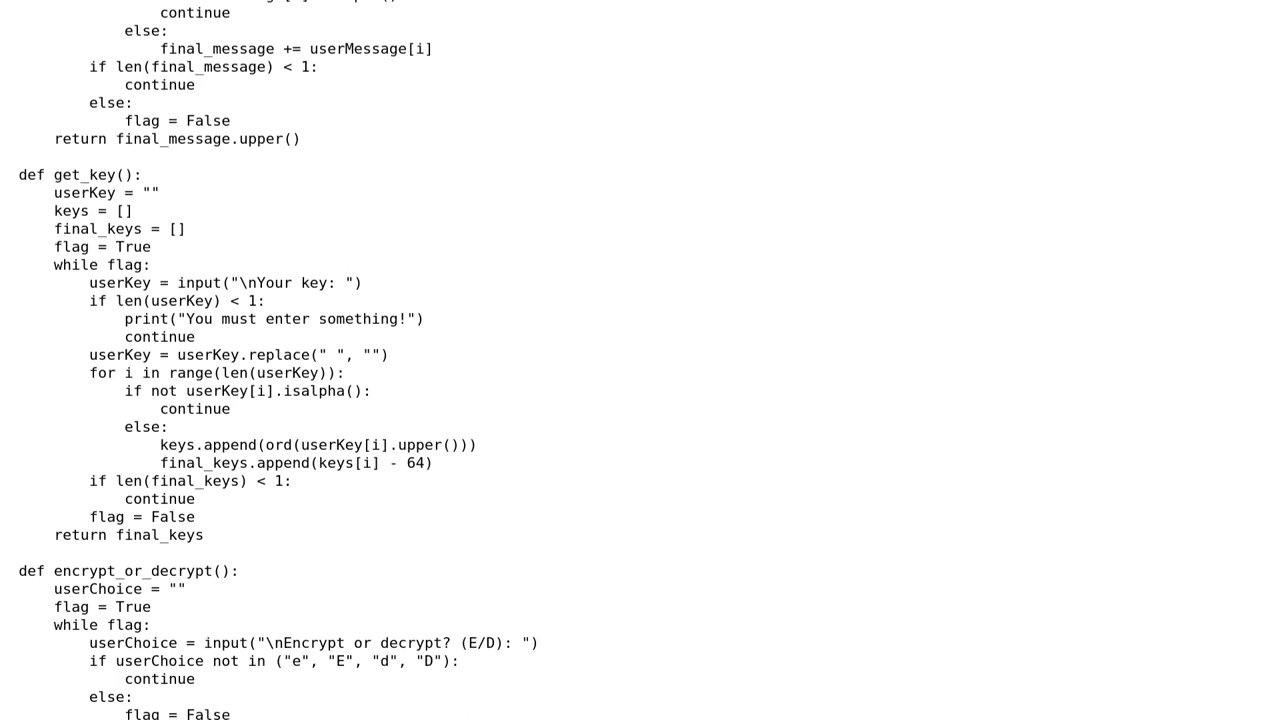 continue
            else:
                final_message += userMessage[i]
        if len(final_message) < 1:
            continue
        else:
            flag = False
    return final_message.upper()

def get_key():
    userKey = ""
    keys = []
    final_keys = []
    flag = True
    while flag:
        userKey = input("\nYour key: ")
        if len(userKey) < 1:
            print("You must enter something!")
            continue
        userKey = userKey.replace(" ", "")
        for i in range(len(userKey)):
            if not userKey[i].isalpha():
                continue
            else:
                keys.append(ord(userKey[i].upper()))
                final_keys.append(keys[i] - 64)
        if len(final_keys) < 1:
            continue
        flag = False
    return final_keys

def encrypt_or_decrypt():
    userChoice = ""
    flag = True
    while flag:
        userChoice = input("\nEncrypt or decrypt? (E/D): ")
        if userChoice not in ("e", "E", "d", "D"):
            continue
        else:
            flag = False